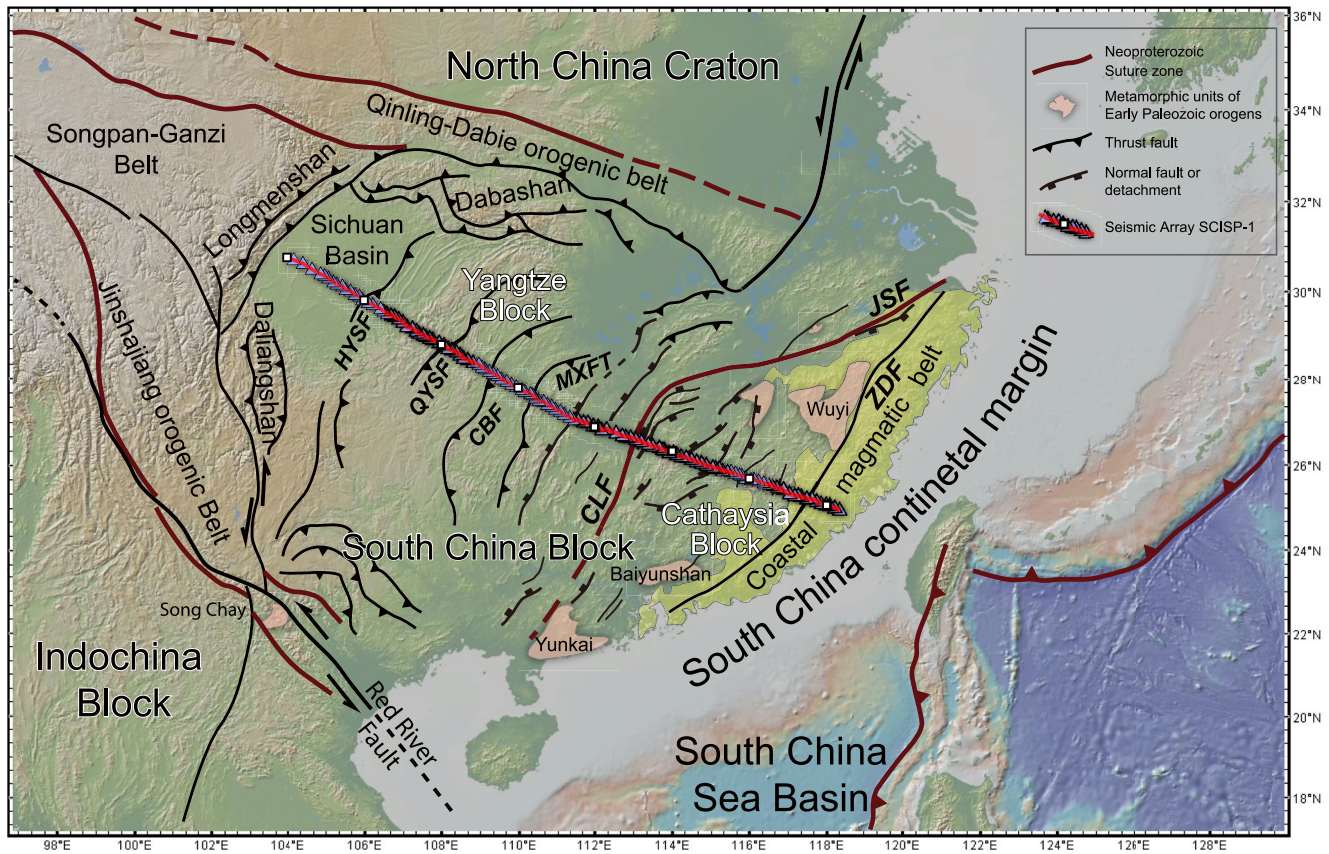 North China Craton
Qinling-Dabie orogenic belt
Songpan-Ganzi
Belt
Longmenshan
Dabashan
Sichuan
Basin
Yangtze
Block
Jinshajiang orogenic Belt
Daliangshan
HYSF
QYSF
CBF
MXFT
JSF
CLF
ZDF
Wuyi
Coastal magmatic belt
Cathaysia
Block
South China Block
Baiyunshan
Yunkai
Song Chay
Indochina
Block
Red River
Fault
South China continetal margin
South China
Sea Basin
Neoproterozoic
Suture zone
Metamorphic units of
Early Paleozoic orogens
Thrust fault
Normal fault or
detachment
Seismic Array SCISP-1
36°N
34°N
32°N
30°N
28°N
26°N
24°N
22°N
20°N
18°N
98°E
100°E
102°E
104°E
106°E
108°E
110°E
112°E
114°E
116°E
118°E
120°E
122°E
124°E
126°E
128°E